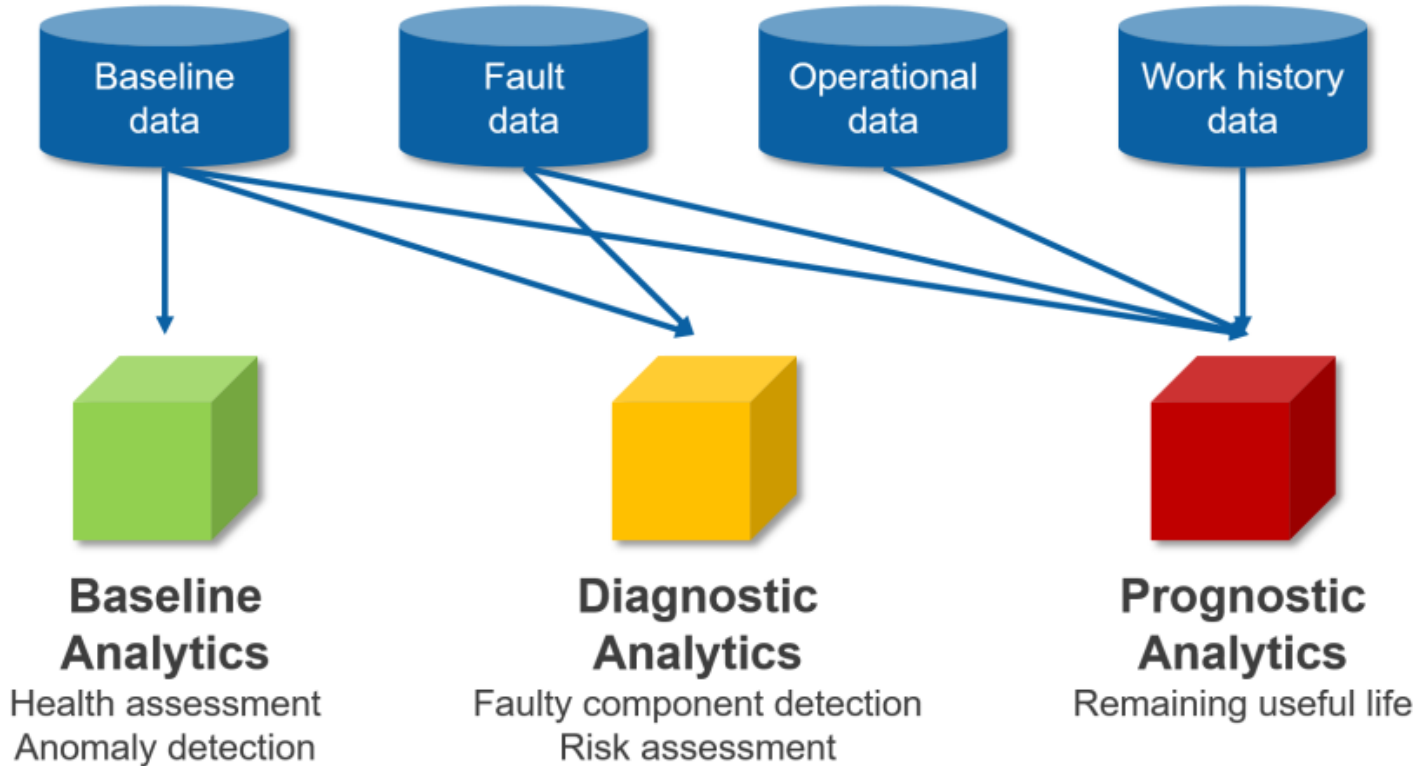 Baseline
data
Fault
data
Operational
data
Work history
data
Baseline
Analytics
Health assessment
Anomaly detection
Diagnostic
Analytics
Faulty component detection
Risk assessment
Prognostic
Analytics
Remaining useful life